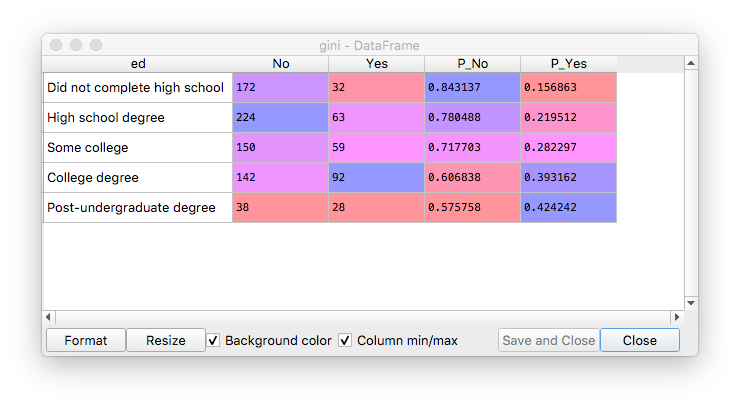 gini - DataFrame
ed No Yes P_No P_Yes
Did not complete high school 172 32 0.843137 0.156863
High school degree 224 63 0.780488 0.219512
Some college 150 59 0.717703 0.282297
College degree 142 92 0.606838 0.393162
Post-undergraduate degree 38 28 0.575758 0.424242
Format Resize Background color Column min/max Save and Close Close